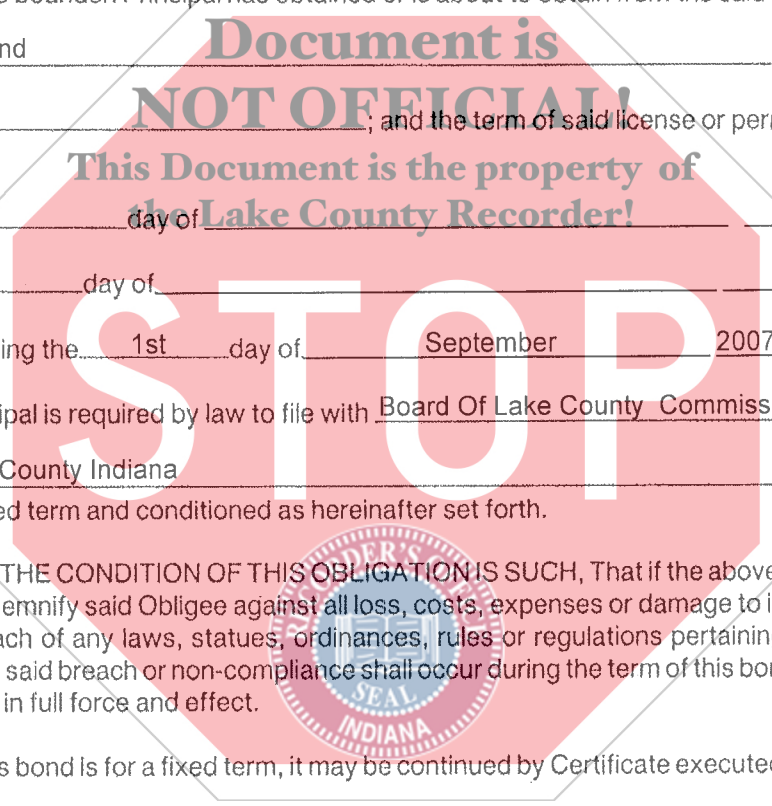 Document is
nd
NOT OFFICIAL!
; and the term of said license or perm
This Document is the property of
the Lake County Recorder!
day of
day of
STOP
ing the 1st day of September 2007
ipal is required by law to file with Board Of Lake County Commiss
County Indiana
ed term and conditioned as hereinafter set forth.
RECORDER'S OFFICE
THE CONDITION OF THIS OBLIGATION IS SUCH, That if the above
emnify said Obligee against all loss, costs, expenses or damage to i
ach of any laws, statues, ordinances, rules or regulations pertainin
said breach or non-compliance shall occur during the term of this bon
SEAL
in full force and effect.
INDIANA
s bond is for a fixed term, it may be continued by Certificate executed